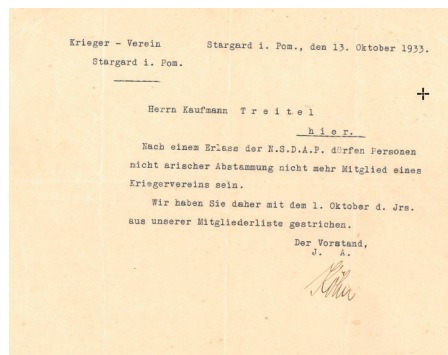 Krieger - Verein Stargard i. Pom., den 13. Oktober 1933.
Stargard i. Pom.
Herrn Kaufmann T r e i t e l
h i e r.
Nach einem Erlass der N.S.D.A.P. dürfen Personen
nicht arischer Abstammung nicht mehr Mitglied eines
Kriegervereins sein.
Wir haben Sie daher mit dem 1. Oktober d. Jrs.
aus unserer Mitgliederliste gestrichen.
Der Vorstand,
J. A.